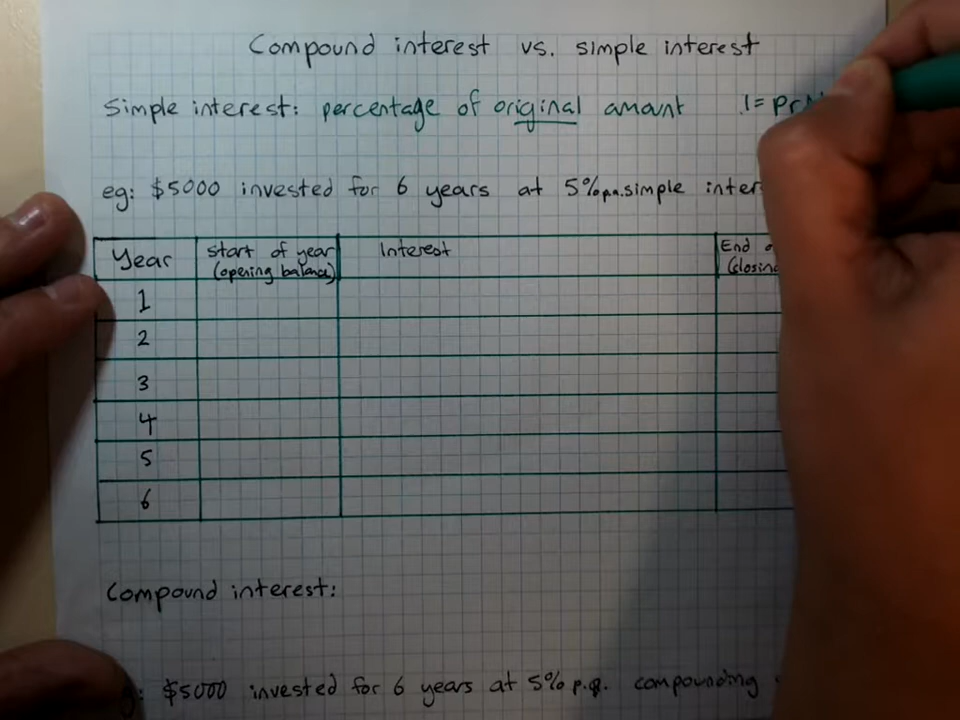 Compound interest vs. simple interest
Simple interest: percentage of original amount I= Pr
eg: $5000 invested for 6 years at 5% p.a. simple
Year Start of year Interest End
(opening balance) (closing
1
2
3
4
5
6
Compound interest:
$5000 invested for 6 years at 5% p.a. compounding